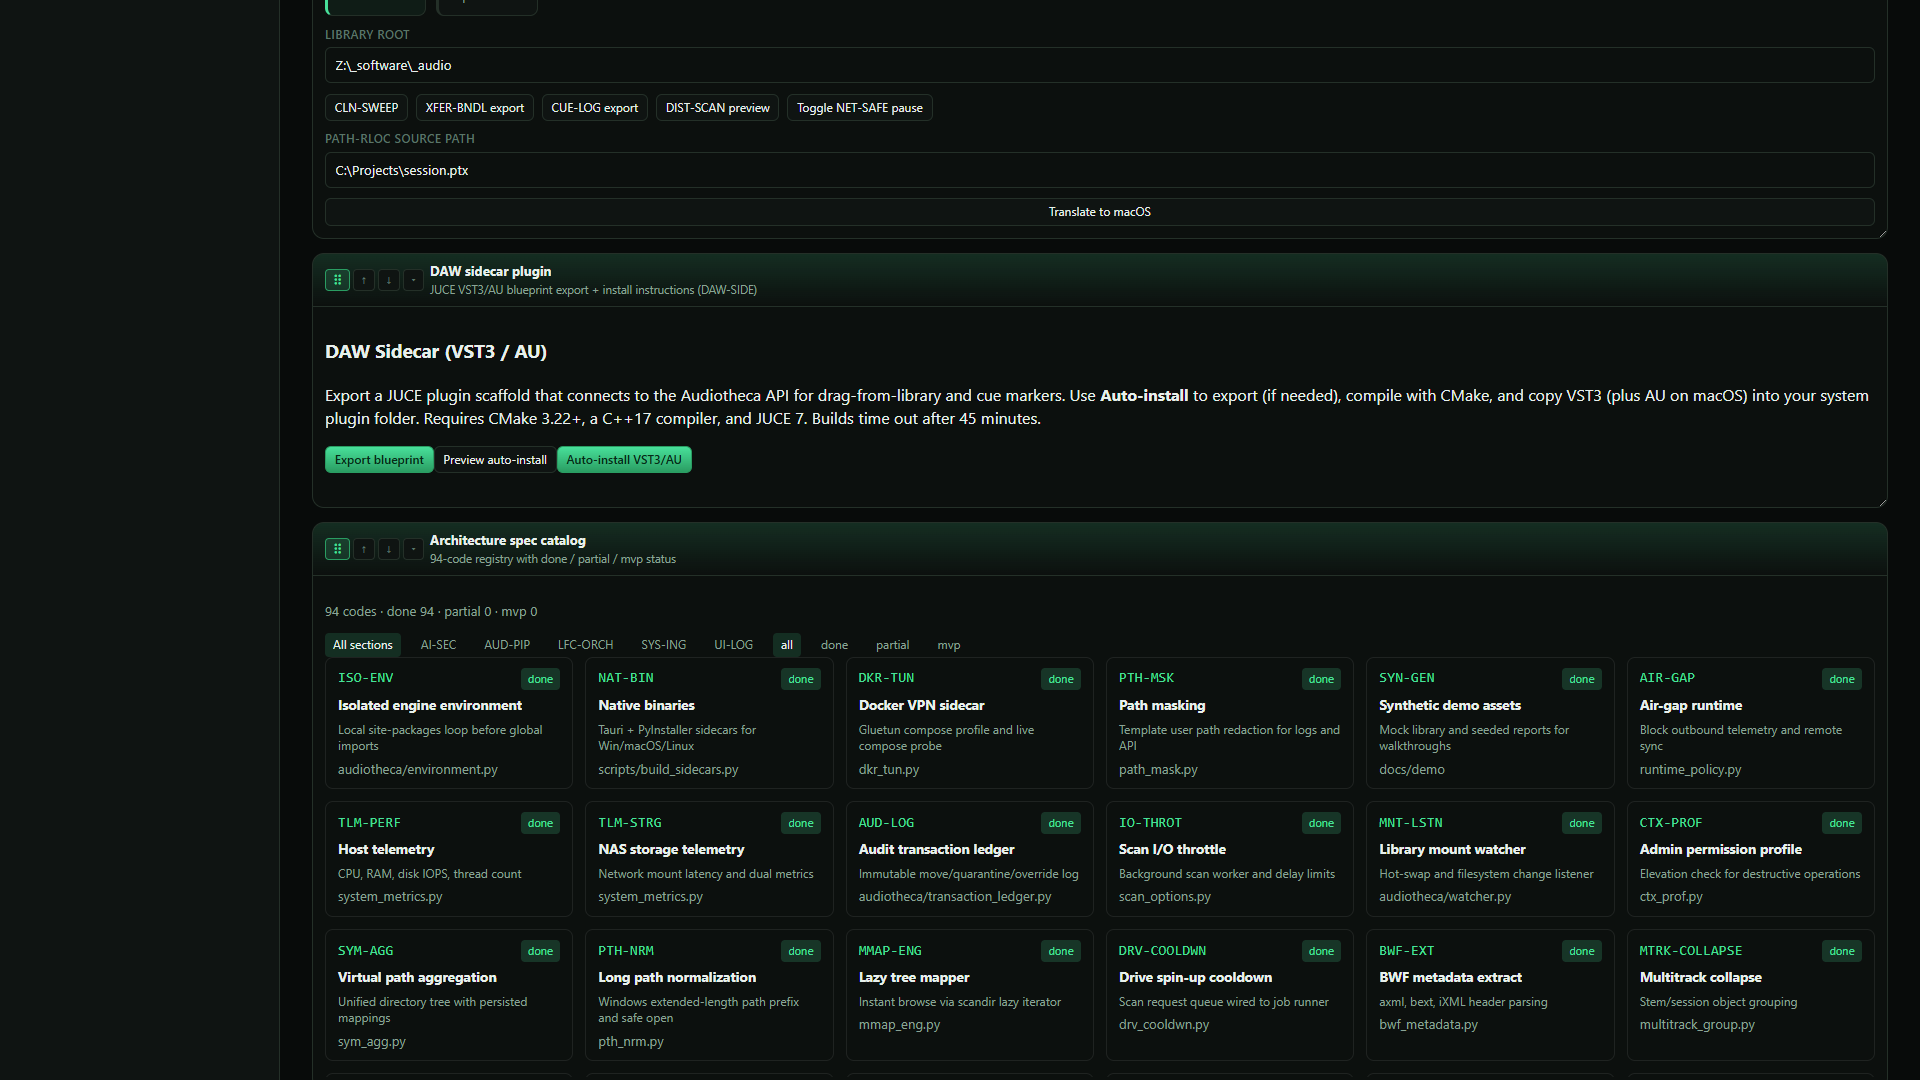 LIBRARY ROOT
Z:\_software\_audio
CLN-SWEEP XFER-BNDL export CUE-LOG export DIST-SCAN preview Toggle NET-SAFE pause
PATH-RLOC SOURCE PATH
C:\Projects\session.ptx
Translate to macOS
DAW sidecar plugin
JUCE VST3/AU blueprint export + install instructions (DAW-SIDE)
DAW Sidecar (VST3 / AU)
Export a JUCE plugin scaffold that connects to the Audiotheca API for drag-from-library and cue markers. Use Auto-install to export (if needed), compile with CMake, and copy VST3 (plus AU on macOS) into your system
plugin folder. Requires CMake 3.22+, a C++17 compiler, and JUCE 7. Builds time out after 45 minutes.
Export blueprint Preview auto-install Auto-install VST3/AU
Architecture spec catalog
94-code registry with done / partial / mvp status
94 codes · done 94 · partial 0 · mvp 0
All sections AI-SEC AUD-PIP LFC-ORCH SYS-ING UI-LOG all done partial mvp
ISO-ENV done
Isolated engine environment
Local site-packages loop before global
imports
audiotheca/environment.py
NAT-BIN done
Native binaries
Tauri + PyInstaller sidecars for
Win/macOS/Linux
scripts/build_sidecars.py
DKR-TUN done
Docker VPN sidecar
Gluetun compose profile and live
compose probe
dkr_tun.py
PTH-MSK done
Path masking
Template user path redaction for logs and
API
path_mask.py
SYN-GEN done
Synthetic demo assets
Mock library and seeded reports for
walkthroughs
docs/demo
AIR-GAP done
Air-gap runtime
Block outbound telemetry and remote
sync
runtime_policy.py
TLM-PERF done
Host telemetry
CPU, RAM, disk IOPS, thread count
system_metrics.py
TLM-STRG done
NAS storage telemetry
Network mount latency and dual metrics
system_metrics.py
AUD-LOG done
Audit transaction ledger
Immutable move/quarantine/override log
audiotheca/transaction_ledger.py
IO-THROT done
Scan I/O throttle
Background scan worker and delay limits
scan_options.py
MNT-LSTN done
Library mount watcher
Hot-swap and filesystem change listener
audiotheca/watcher.py
CTX-PROF done
Admin permission profile
Elevation check for destructive operations
ctx_prof.py
SYM-AGG done
Virtual path aggregation
Unified directory tree with persisted
mappings
sym_agg.py
PTH-NRM done
Long path normalization
Windows extended-length path prefix
and safe open
pth_nrm.py
MMAP-ENG done
Lazy tree mapper
Instant browse via scandir lazy iterator
mmap_eng.py
DRV-COOLDWN done
Drive spin-up cooldown
Scan request queue wired to job runner
drv_cooldwn.py
BWF-EXT done
BWF metadata extract
axml, bext, iXML header parsing
bwf_metadata.py
MTRK-COLLAPSE done
Multitrack collapse
Stem/session object grouping
multitrack_group.py